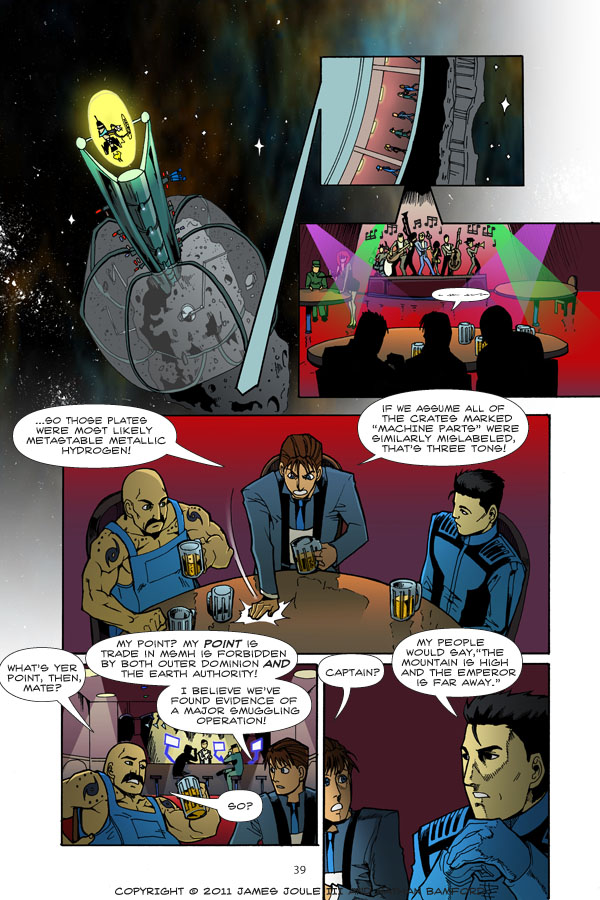 ...SO THOSE PLATES
WERE MOST LIKELY
METASTABLE METALLIC
HYDROGEN!
IF WE ASSUME ALL OF
THE CRATES MARKED
"MACHINE PARTS" WERE
SIMILARLY MISLABELED,
THAT'S THREE TONS!
WHAT'S YER
POINT, THEN,
MATE?
MY POINT? MY POINT IS
TRADE IN MSMH IS FORBIDDEN
BY BOTH OUTER DOMINION AND
THE EARTH AUTHORITY!
I BELIEVE WE'VE
FOUND EVIDENCE OF
A MAJOR SMUGGLING
OPERATION!
SO?
CAPTAIN?
MY PEOPLE
WOULD SAY,"THE
MOUNTAIN IS HIGH
AND THE EMPEROR
IS FAR AWAY."
39
COPYRIGHT © 2011 JAMES JOULE III AND BAMFORD